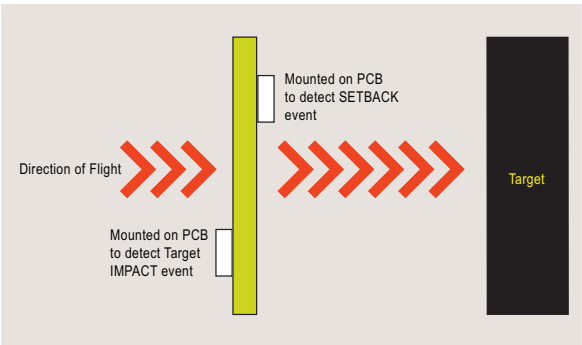 Mounted on PCB
to detect SETBACK
event
Direction of Flight
Target
Mounted on PCB
to detect Target
IMPACT event